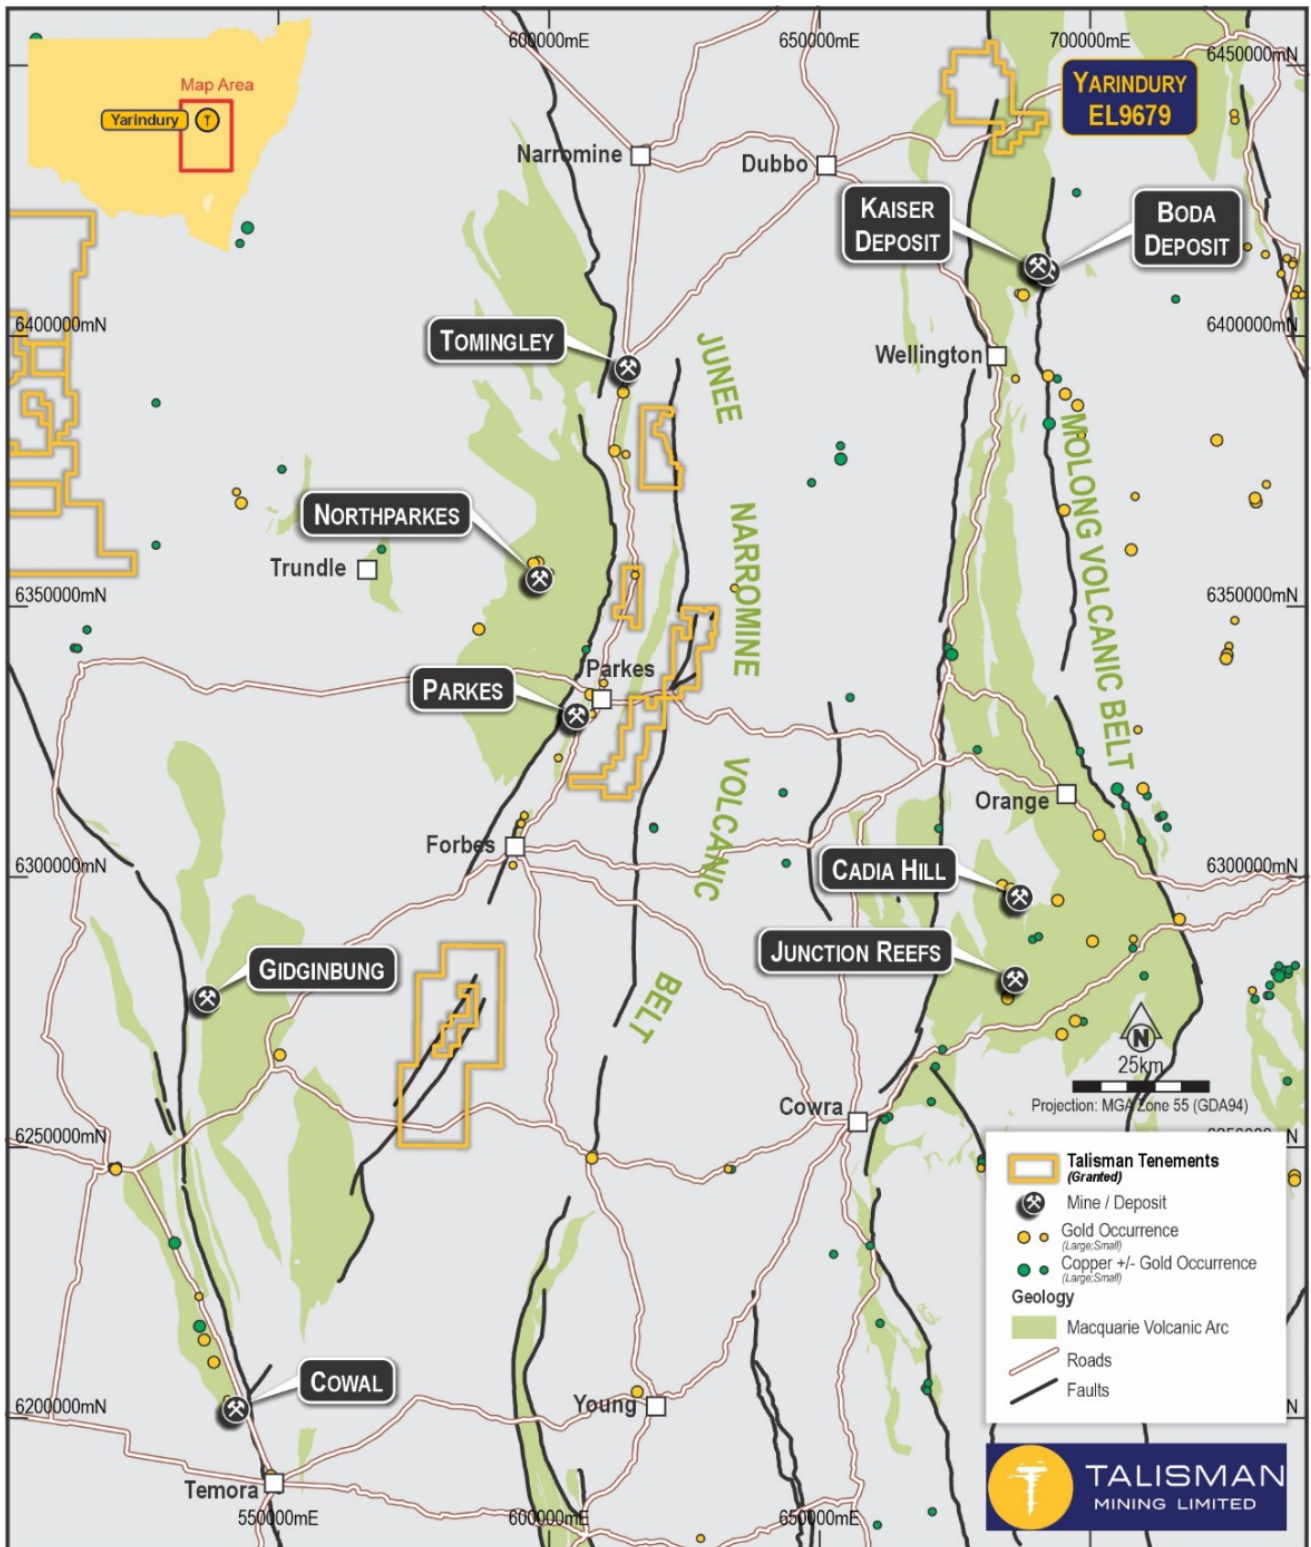 600000mE
650000mE
700000mE
6450000mN
Map Area
Yarindury
T
YARINDURY
EL9679
Narromine
Dubbo
KAISER
DEPOSIT
BODA
DEPOSIT
6400000mN
6400000mN
TOMINGLEY
Wellington
JUNEE
NARROMINE
VOLCANIC
BELT
MOLONG VOLCANIC BELT
NORTHPARKES
Trundle
6350000mN
6350000mN
Parkes
PARKES
Orange
Forbes
6300000mN
6300000mN
CADIA HILL
JUNCTION REEFS
GIDGINBUNG
N
25km
Projection: MGA Zone 55 (GDA94)
Cowra
6250000mN
Talisman Tenements
(Granted)
Mine / Deposit
Gold Occurrence
(Large;Small)
Copper +/- Gold Occurrence
(Large;Small)
Geology
Macquarie Volcanic Arc
Roads
Faults
COWAL
6200000mN
N
Young
Temora
550000mE
600000mE
650000mE
TALISMAN
MINING LIMITED